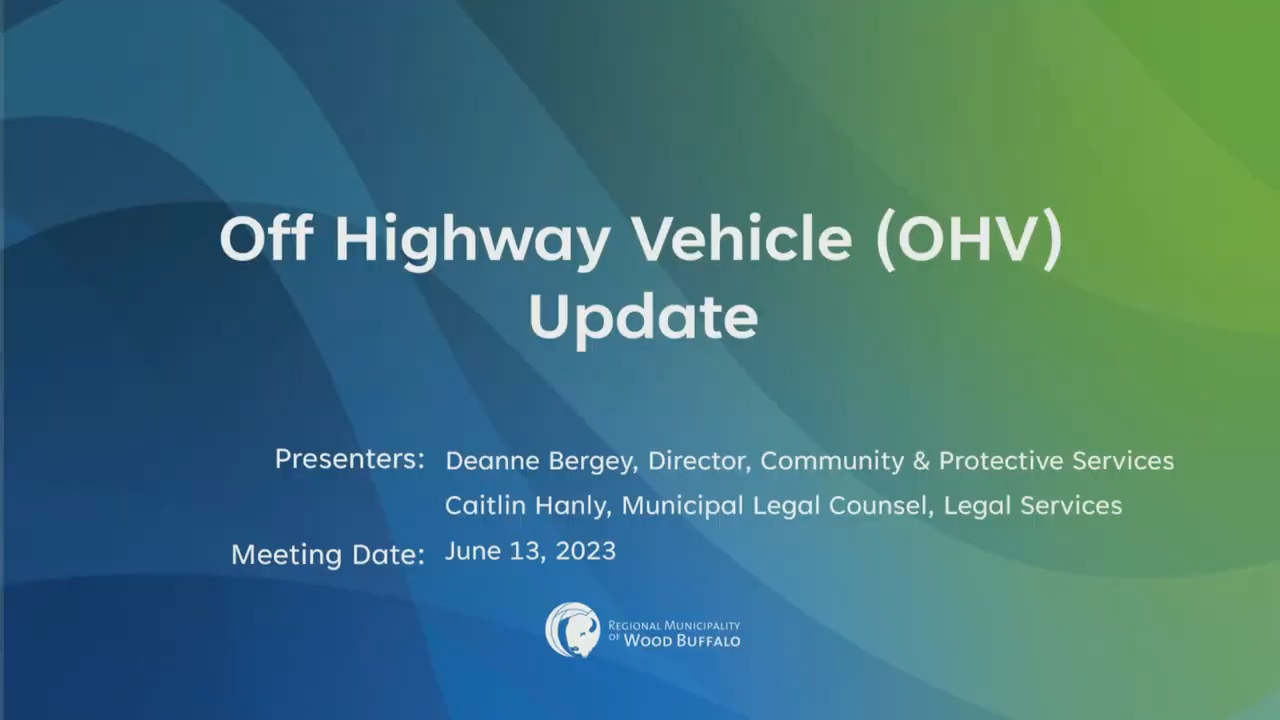 Off Highway Vehicle (OHV)
Update
Presenters: Deanne Bergey, Director, Community & Protective Services
Caitlin Hanly, Municipal Legal Counsel, Legal Services
Meeting Date: June 13, 2023
REGIONAL MUNICIPALITY
OF WOOD BUFFALO